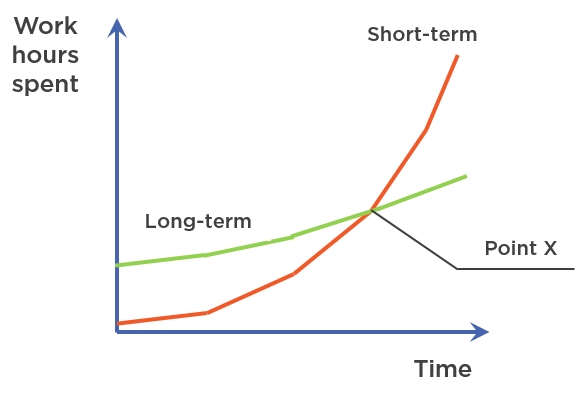 Work
hours
spent
Short-term
Long-term
Point X
Time